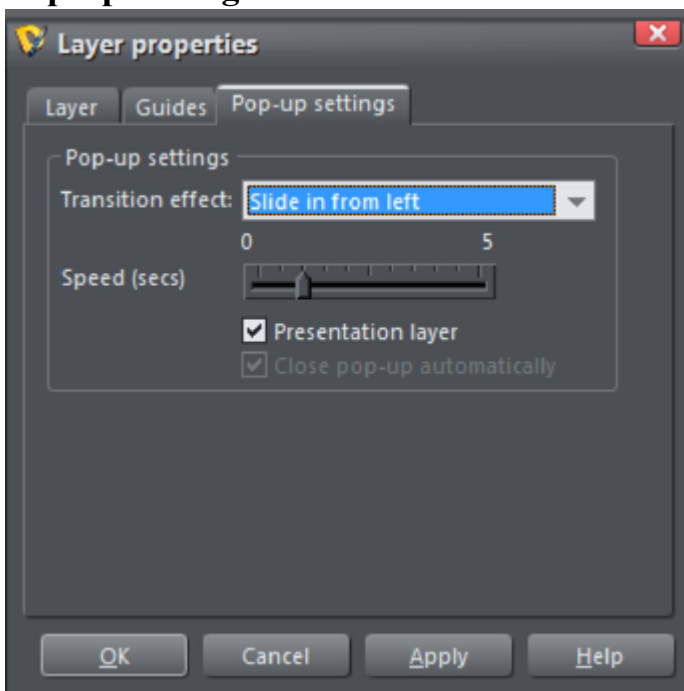 Layer properties
Layer Guides Pop-up settings
Pop-up settings
Transition effect: Slide in from left
0 5
Speed (secs)
Presentation layer
Close pop-up automatically
OK Cancel Apply Help